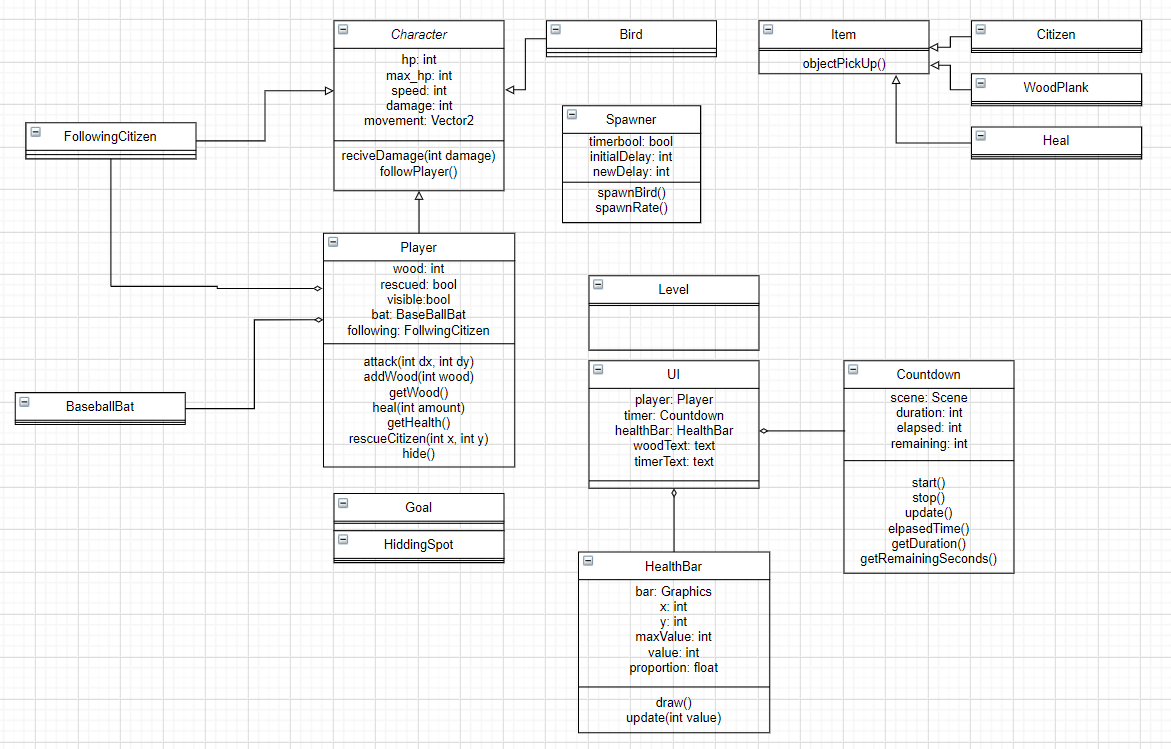 Character
hp: int
max_hp: int
speed: int
damage: int
movement: Vector2
reciveDamage(int damage)
followPlayer()
Bird
Item
objectPickUp()
Citizen
WoodPlank
Heal
FollowingCitizen
Spawner
timerbool: bool
initialDelay: int
newDelay: int
spawnBird()
spawnRate()
Player
wood: int
rescued: bool
visible:bool
bat: BaseBallBat
following: FollwingCitizen
attack(int dx, int dy)
addWood(int wood)
getWood()
heal(int amount)
getHealth()
rescueCitizen(int x, int y)
hide()
BaseballBat
Level
UI
player: Player
timer: Countdown
healthBar: HealthBar
woodText: text
timerText: text
Countdown
scene: Scene
duration: int
elapsed: int
remaining: int
start()
stop()
update()
elpasedTime()
getDuration()
getRemainingSeconds()
Goal
HiddingSpot
HealthBar
bar: Graphics
x: int
y: int
maxValue: int
value: int
proportion: float
draw()
update(int value)